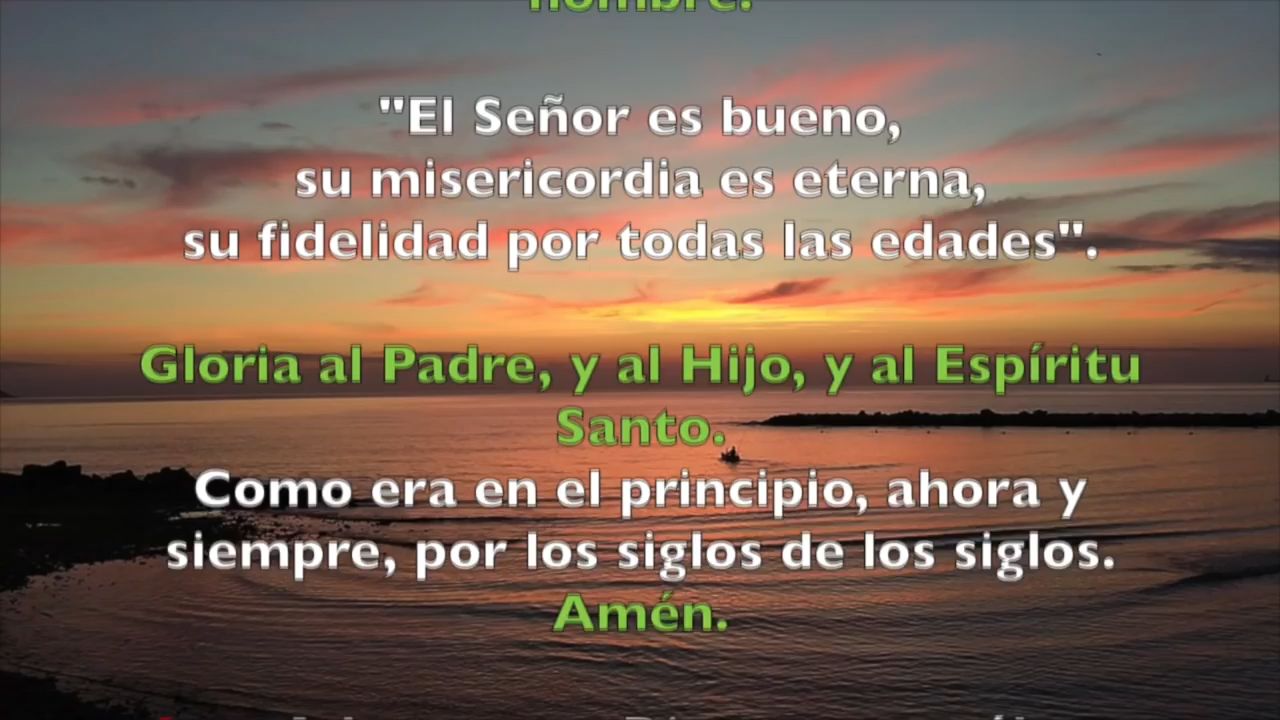 nombre.
"El Señor es bueno,
su misericordia es eterna,
su fidelidad por todas las edades".
Gloria al Padre, y al Hijo, y al Espíritu
Santo.
Como era en el principio, ahora y
siempre, por los siglos de los siglos.
Amén.